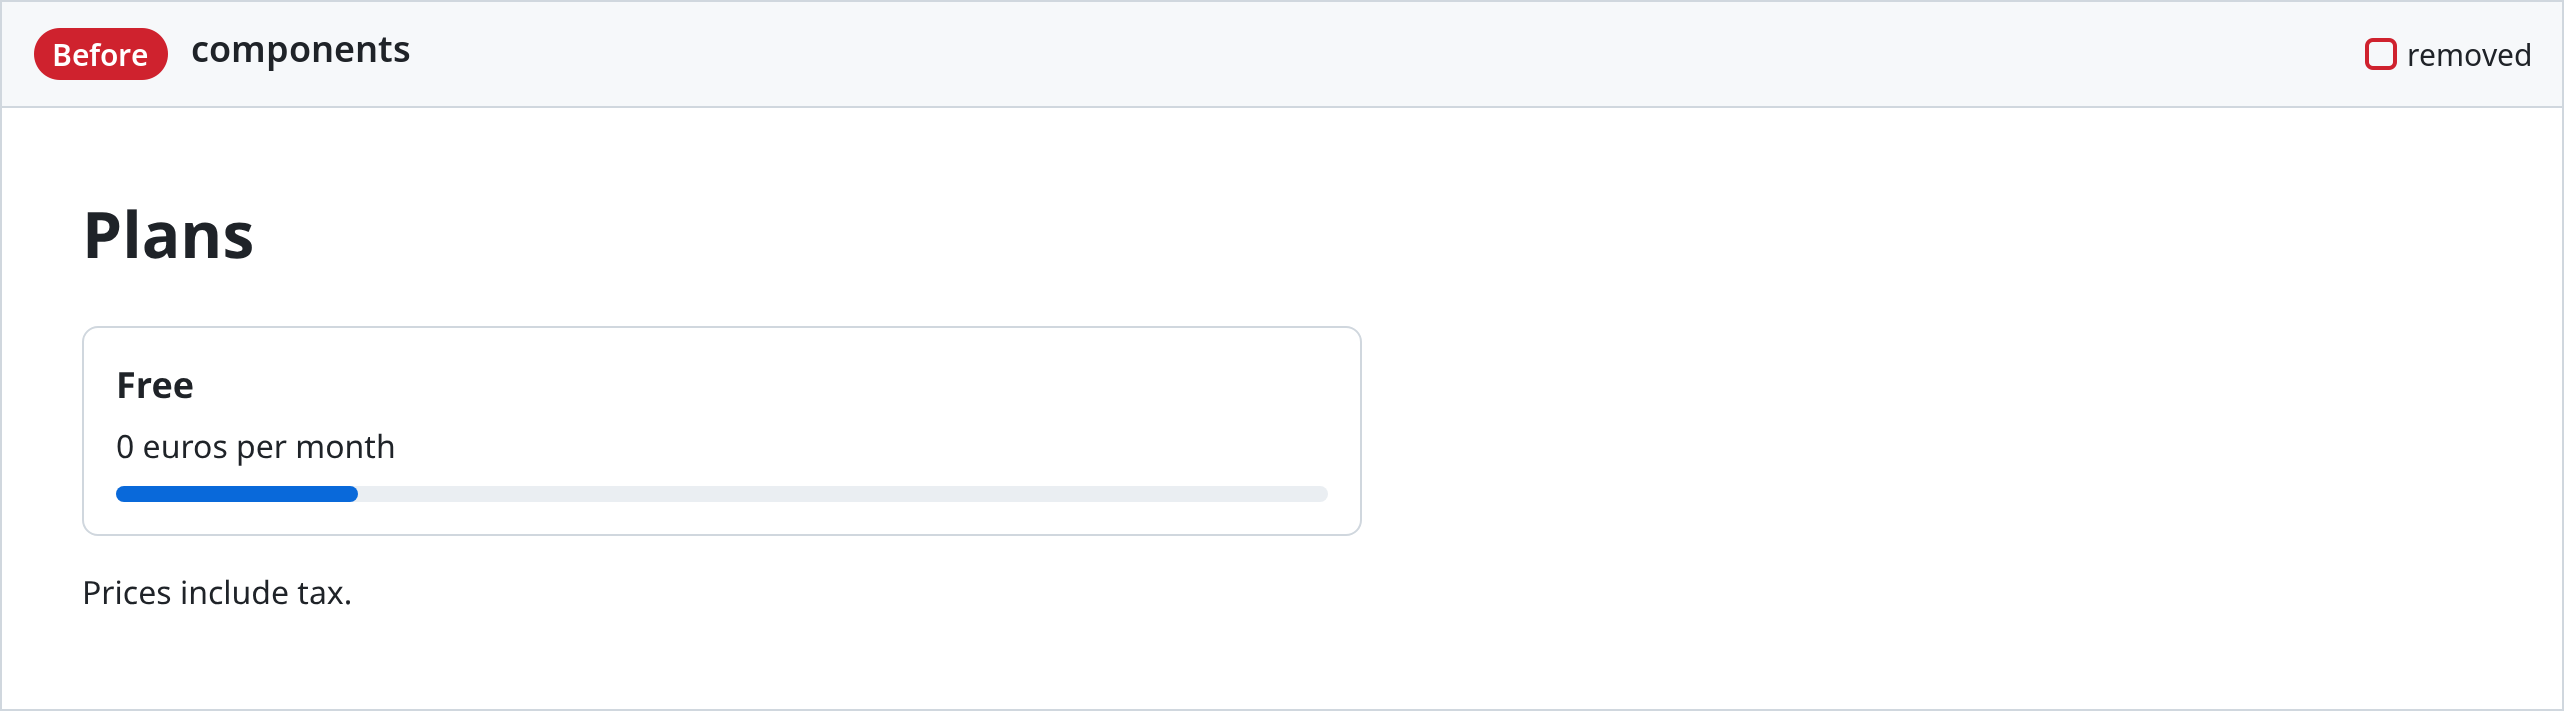 Before components removed
Plans
Free
0 euros per month
Prices include tax.